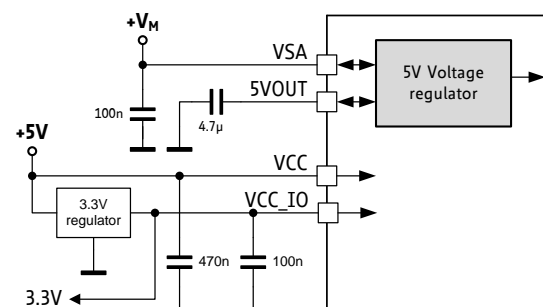 +VM
VSA
5V Voltage
regulator
100n
5VOUT
4.7µ
+5V
VCC
3.3V
regulator
VCC_IO
470n
100n
3.3V